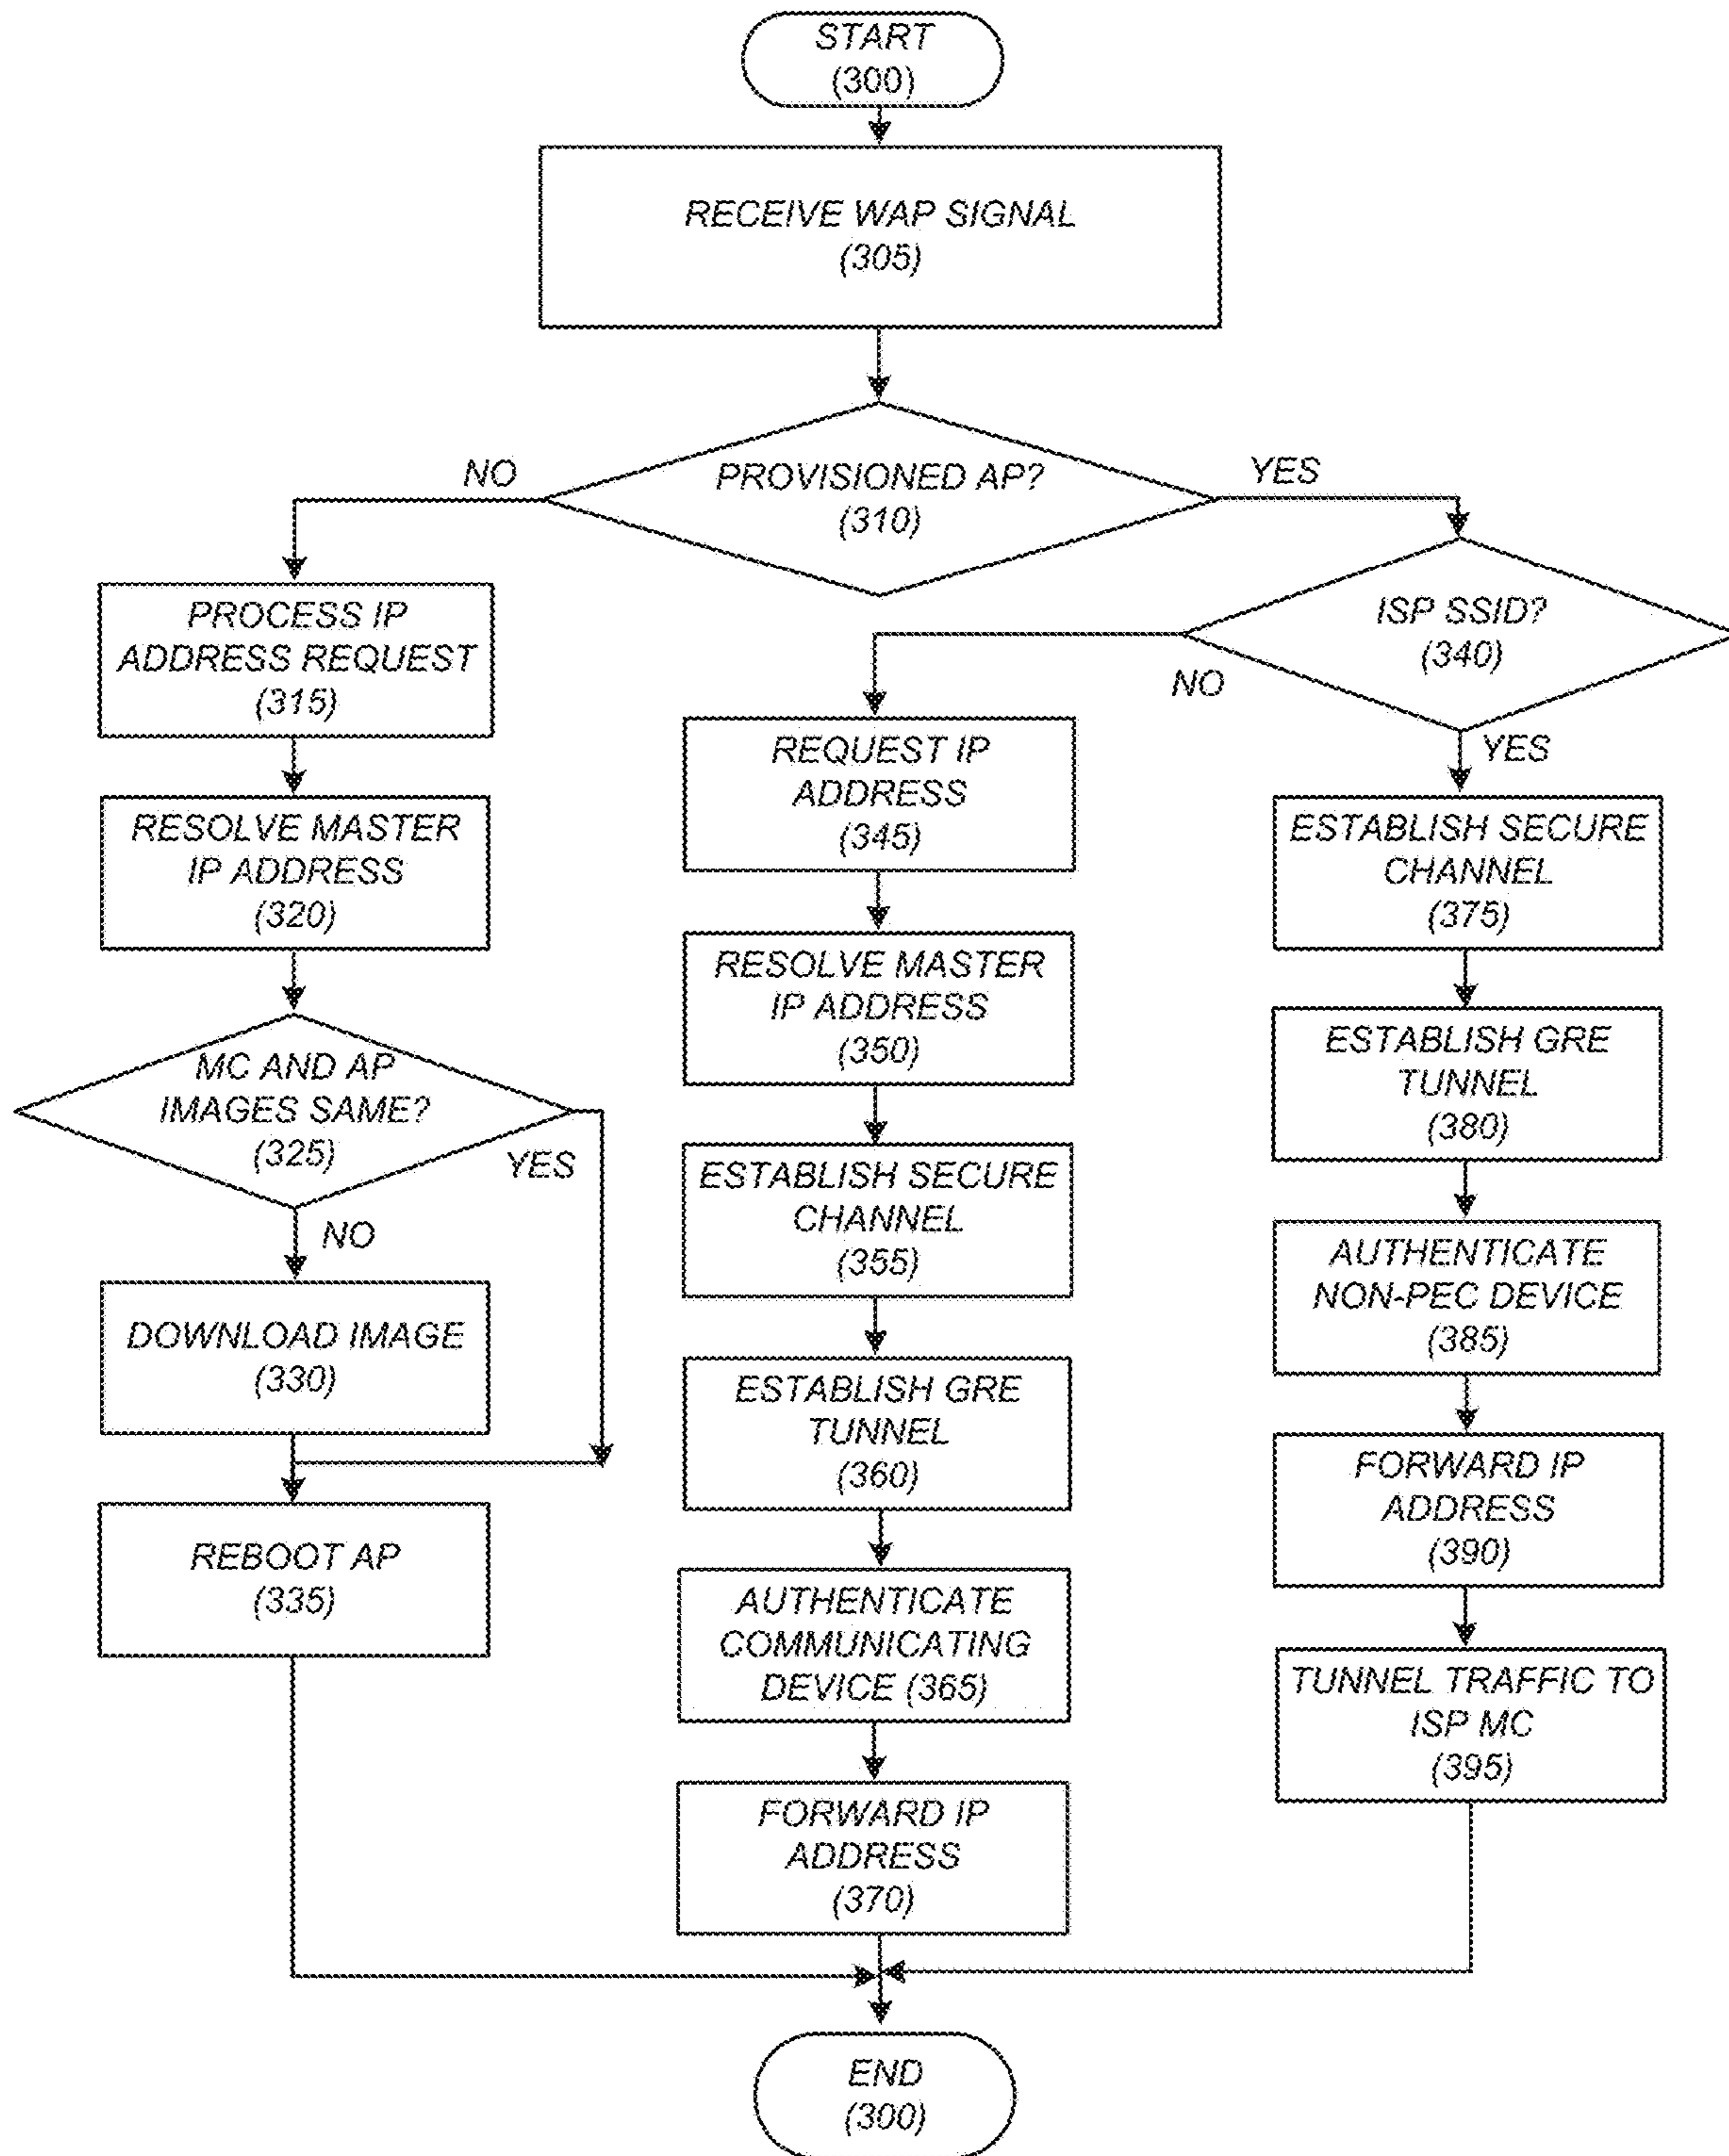 START
(300)
RECEIVE WAP SIGNAL
(305)
PROVISIONED AP?
(310)
NO
YES
PROCESS IP
ADDRESS REQUEST
(315)
RESOLVE MASTER
IP ADDRESS
(320)
MC AND AP
IMAGES SAME?
(325)
YES
NO
DOWNLOAD IMAGE
(330)
REBOOT AP
(335)
ISP SSID?
(340)
NO
YES
REQUEST IP
ADDRESS
(345)
RESOLVE MASTER
IP ADDRESS
(350)
ESTABLISH SECURE
CHANNEL
(355)
ESTABLISH GRE
TUNNEL
(360)
AUTHENTICATE
COMMUNICATING
DEVICE (365)
FORWARD IP
ADDRESS
(370)
ESTABLISH SECURE
CHANNEL
(375)
ESTABLISH GRE
TUNNEL
(380)
AUTHENTICATE
NON-PEC DEVICE
(385)
FORWARD IP
ADDRESS
(390)
TUNNEL TRAFFIC TO
ISP MC
(395)
END
(300)